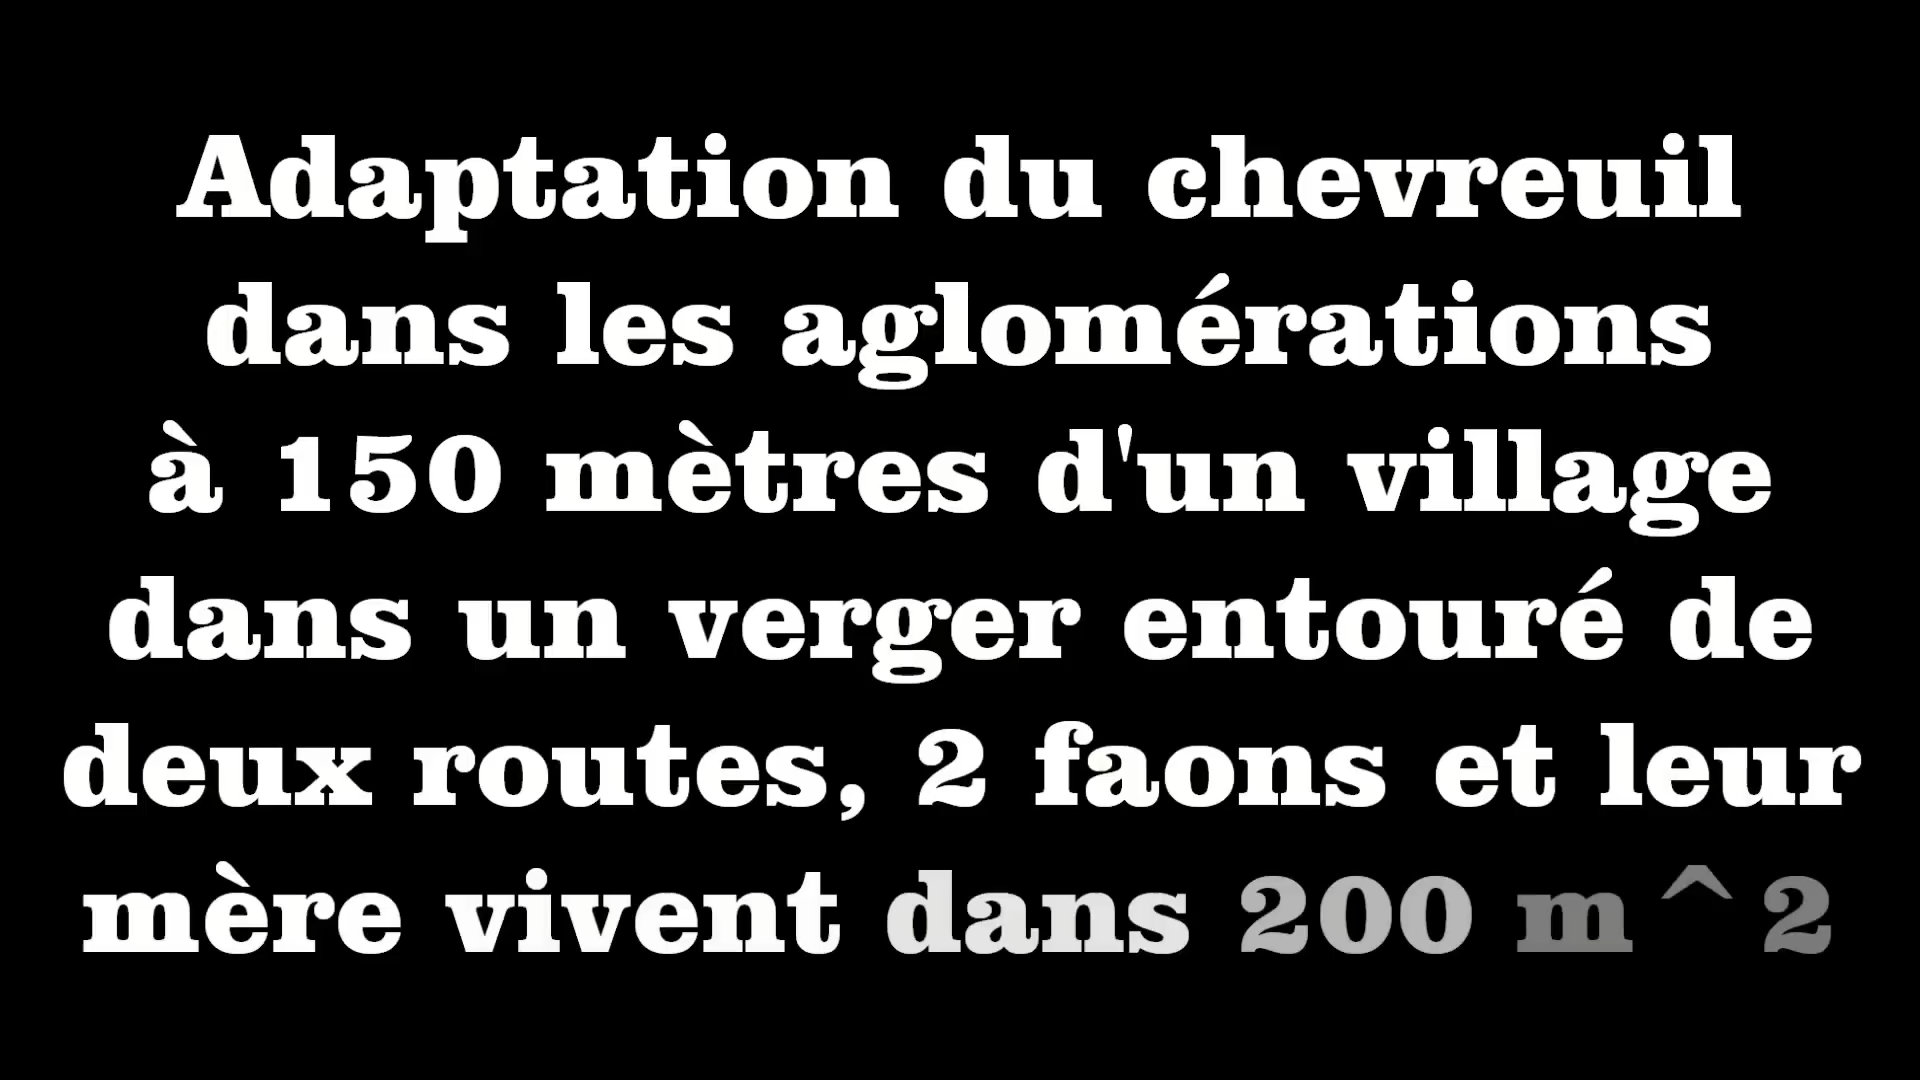 Adaptation du chevreuil
dans les aglomérations
à 150 mètres d'un village
dans un verger entouré de
deux routes, 2 faons et leur
mère vivent dans 200 m^2